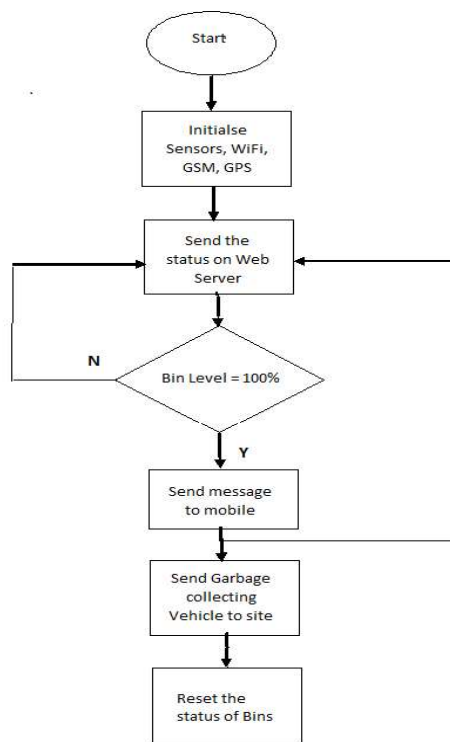 Start
Initialse
Sensors, WiFi,
GSM, GPS
Send the
status on Web
Server
N
Bin Level = 100%
Y
Send message
to mobile
Send Garbage
collecting
Vehicle to site
Reset the
status of Bins